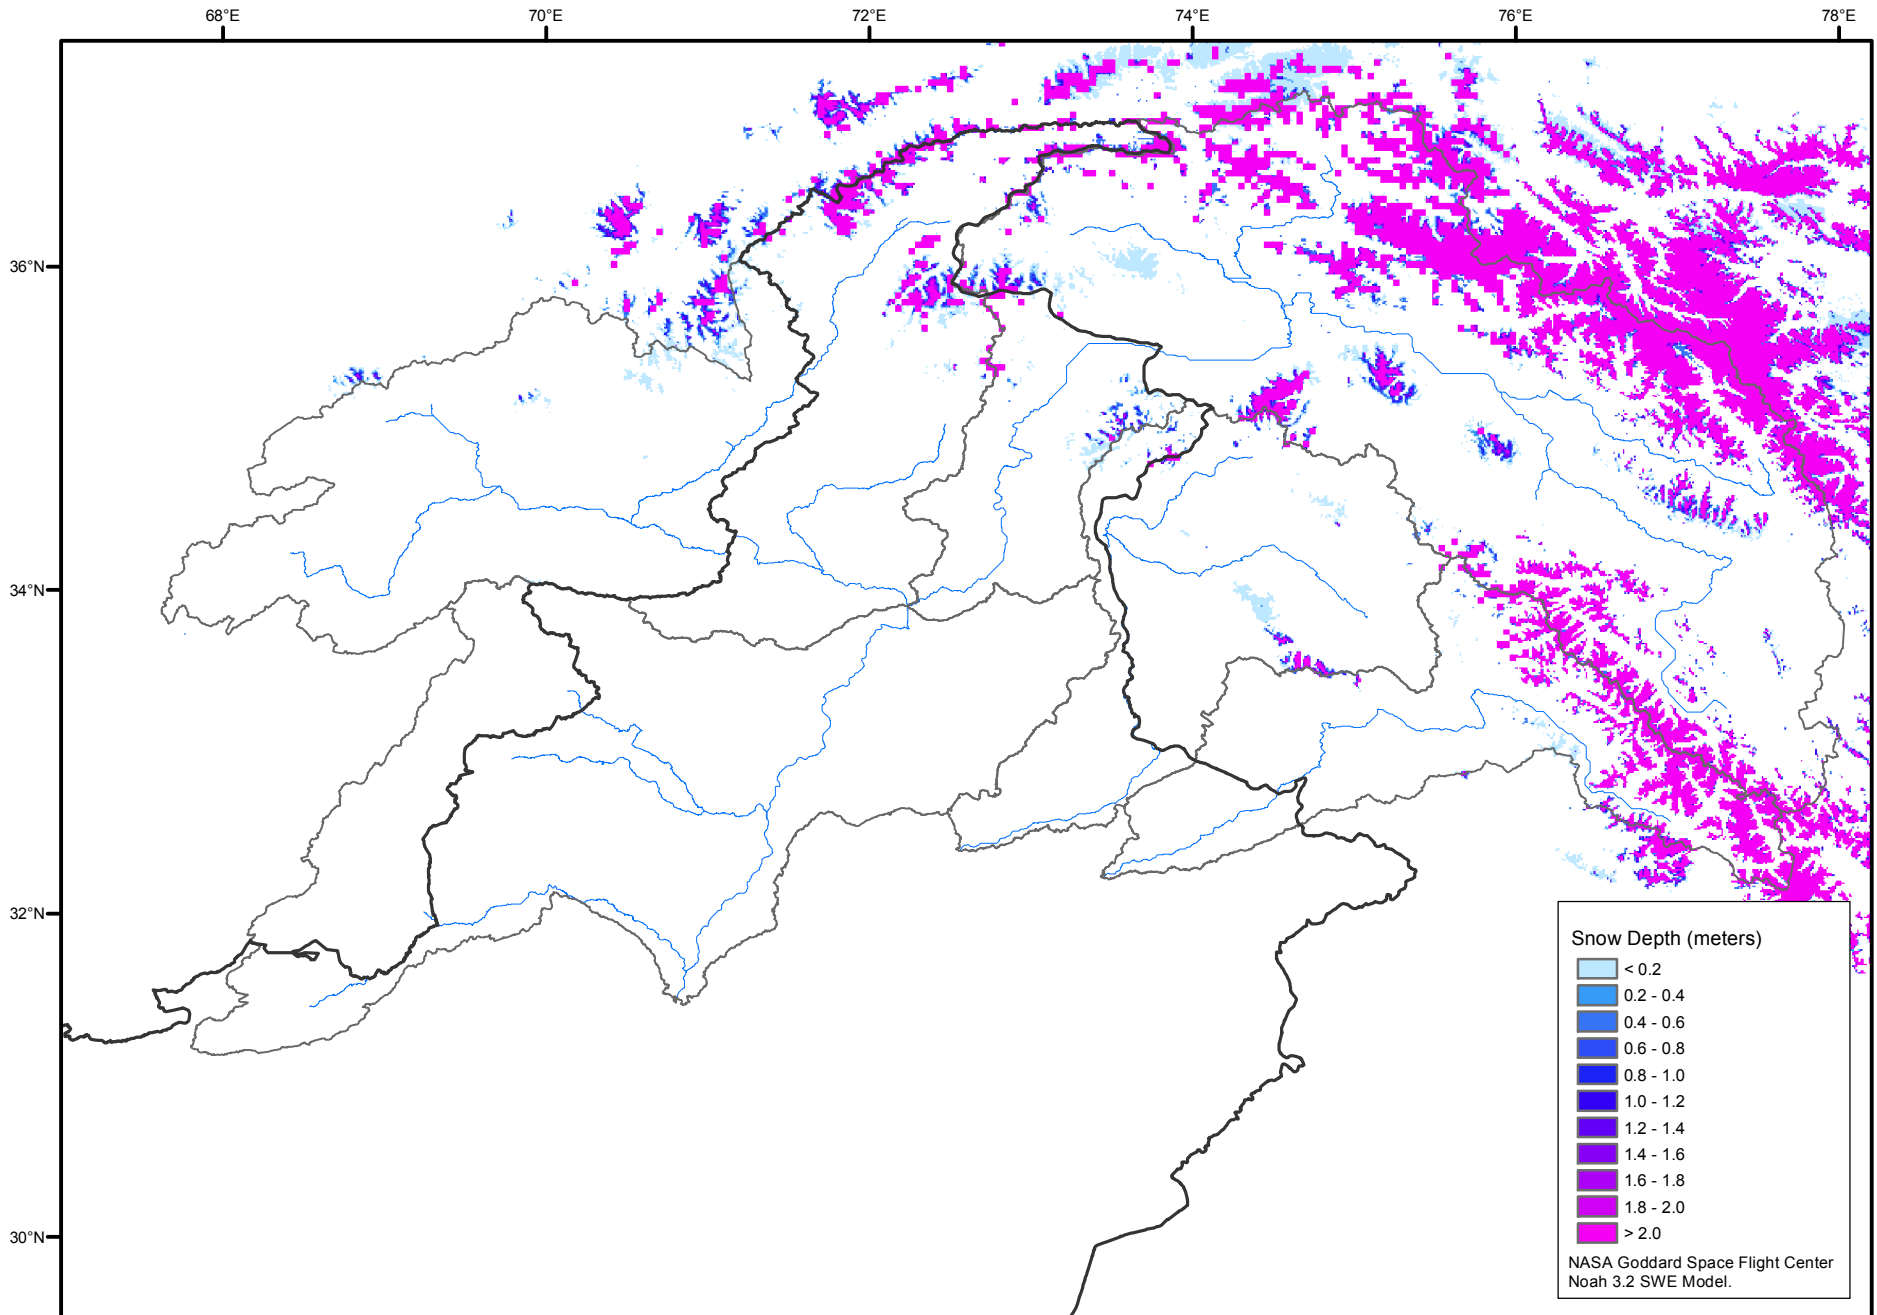 68°E 70°E 72°E 74°E 76°E 78°E
36°N
34°N
32°N
30°N
Snow Depth (meters)
< 0.2
0.2 - 0.4
0.4 - 0.6
0.6 - 0.8
0.8 - 1.0
1.0 - 1.2
1.2 - 1.4
1.4 - 1.6
1.6 - 1.8
1.8 - 2.0
> 2.0
NASA Goddard Space Flight Center
Noah 3.2 SWE Model.